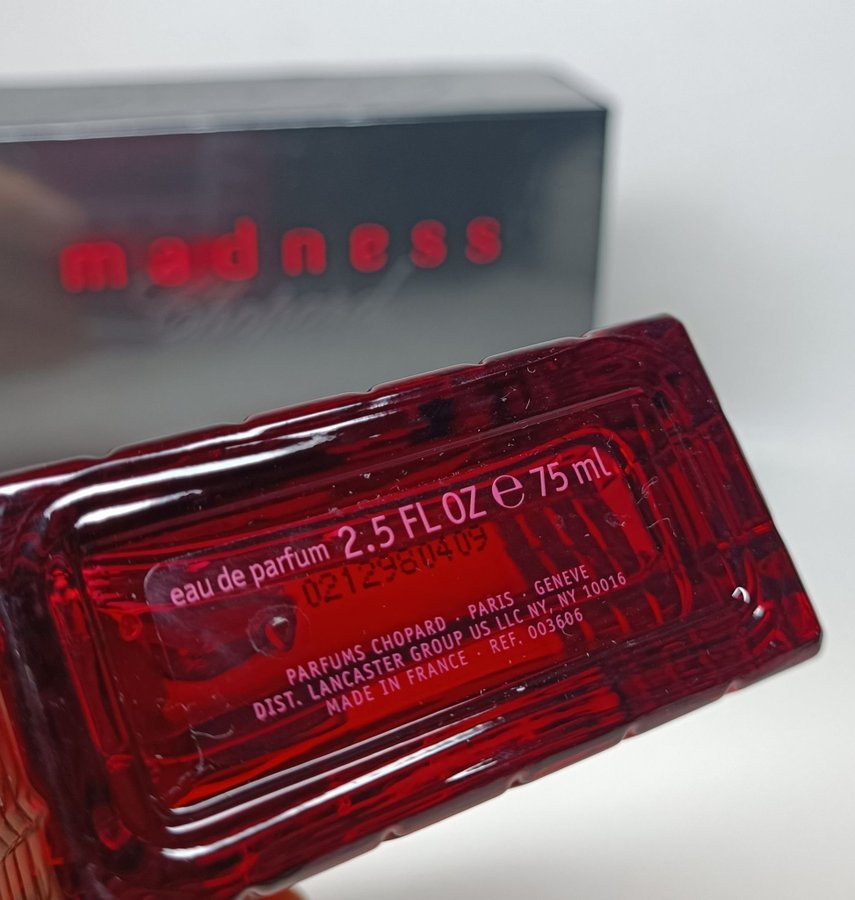 madness
Chopard
eau de parfum 2.5 FL OZ ℮ 75 ml
0212980409
PARFUMS CHOPARD · PARIS · GENEVE
DIST. LANCASTER GROUP US LLC NY, NY 10016
MADE IN FRANCE · REF. 003606